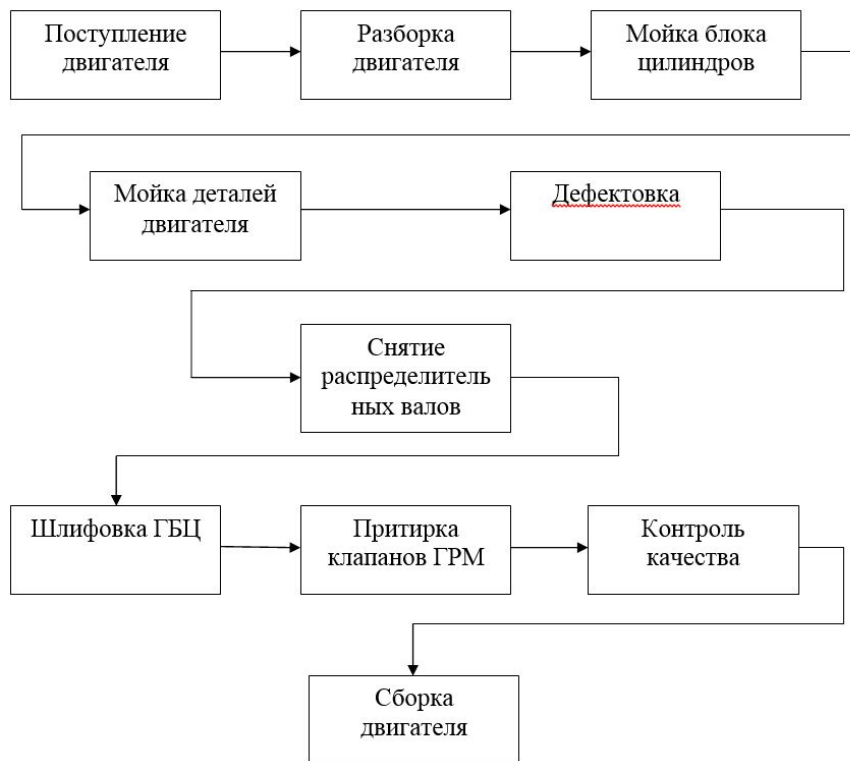 Поступление
двигателя
Разборка
двигателя
Мойка блока
цилиндров
Мойка деталей
двигателя
Дефектовка
Снятие
распределитель
ных валов
Шлифовка ГБЦ
Притирка
клапанов ГРМ
Контроль
качества
Сборка
двигателя